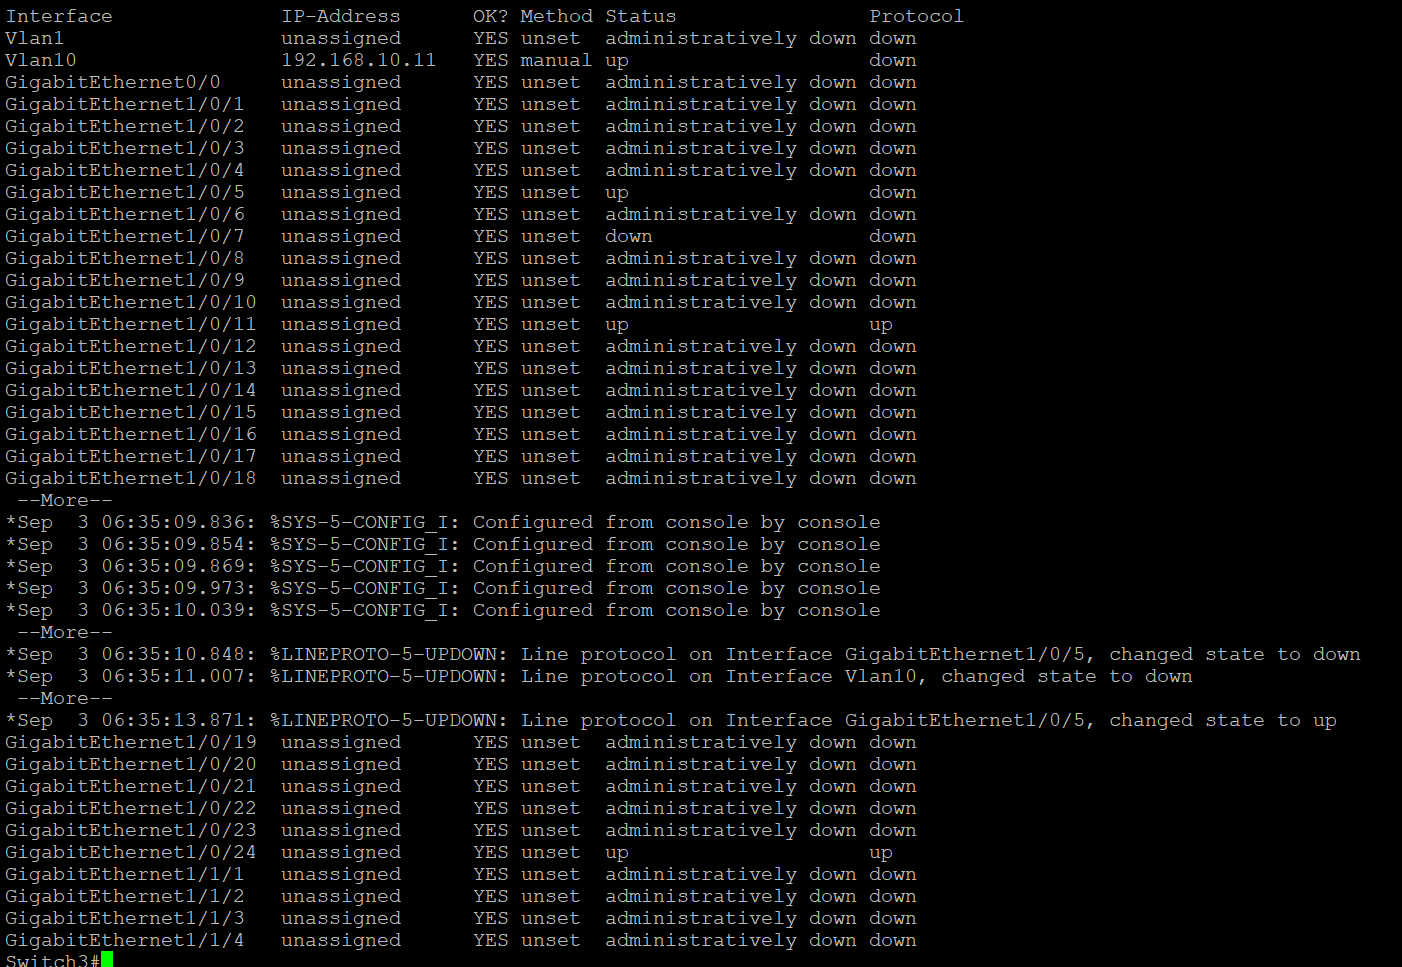 Interface              IP-Address      OK? Method Status                Protocol
Vlan1                  unassigned      YES unset  administratively down down
Vlan10                 192.168.10.11   YES manual up                    down
GigabitEthernet0/0     unassigned      YES unset  administratively down down
GigabitEthernet1/0/1   unassigned      YES unset  administratively down down
GigabitEthernet1/0/2   unassigned      YES unset  administratively down down
GigabitEthernet1/0/3   unassigned      YES unset  administratively down down
GigabitEthernet1/0/4   unassigned      YES unset  administratively down down
GigabitEthernet1/0/5   unassigned      YES unset  up                    down
GigabitEthernet1/0/6   unassigned      YES unset  administratively down down
GigabitEthernet1/0/7   unassigned      YES unset  down                  down
GigabitEthernet1/0/8   unassigned      YES unset  administratively down down
GigabitEthernet1/0/9   unassigned      YES unset  administratively down down
GigabitEthernet1/0/10  unassigned      YES unset  administratively down down
GigabitEthernet1/0/11  unassigned      YES unset  up                    up
GigabitEthernet1/0/12  unassigned      YES unset  administratively down down
GigabitEthernet1/0/13  unassigned      YES unset  administratively down down
GigabitEthernet1/0/14  unassigned      YES unset  administratively down down
GigabitEthernet1/0/15  unassigned      YES unset  administratively down down
GigabitEthernet1/0/16  unassigned      YES unset  administratively down down
GigabitEthernet1/0/17  unassigned      YES unset  administratively down down
GigabitEthernet1/0/18  unassigned      YES unset  administratively down down
 --More--
*Sep  3 06:35:09.836: %SYS-5-CONFIG_I: Configured from console by console
*Sep  3 06:35:09.854: %SYS-5-CONFIG_I: Configured from console by console
*Sep  3 06:35:09.869: %SYS-5-CONFIG_I: Configured from console by console
*Sep  3 06:35:09.973: %SYS-5-CONFIG_I: Configured from console by console
*Sep  3 06:35:10.039: %SYS-5-CONFIG_I: Configured from console by console
 --More--
*Sep  3 06:35:10.848: %LINEPROTO-5-UPDOWN: Line protocol on Interface GigabitEthernet1/0/5, changed state to down
*Sep  3 06:35:11.007: %LINEPROTO-5-UPDOWN: Line protocol on Interface Vlan10, changed state to down
 --More--
*Sep  3 06:35:13.871: %LINEPROTO-5-UPDOWN: Line protocol on Interface GigabitEthernet1/0/5, changed state to up
GigabitEthernet1/0/19  unassigned      YES unset  administratively down down
GigabitEthernet1/0/20  unassigned      YES unset  administratively down down
GigabitEthernet1/0/21  unassigned      YES unset  administratively down down
GigabitEthernet1/0/22  unassigned      YES unset  administratively down down
GigabitEthernet1/0/23  unassigned      YES unset  administratively down down
GigabitEthernet1/0/24  unassigned      YES unset  up                    up
GigabitEthernet1/1/1   unassigned      YES unset  administratively down down
GigabitEthernet1/1/2   unassigned      YES unset  administratively down down
GigabitEthernet1/1/3   unassigned      YES unset  administratively down down
GigabitEthernet1/1/4   unassigned      YES unset  administratively down down
Switch3#